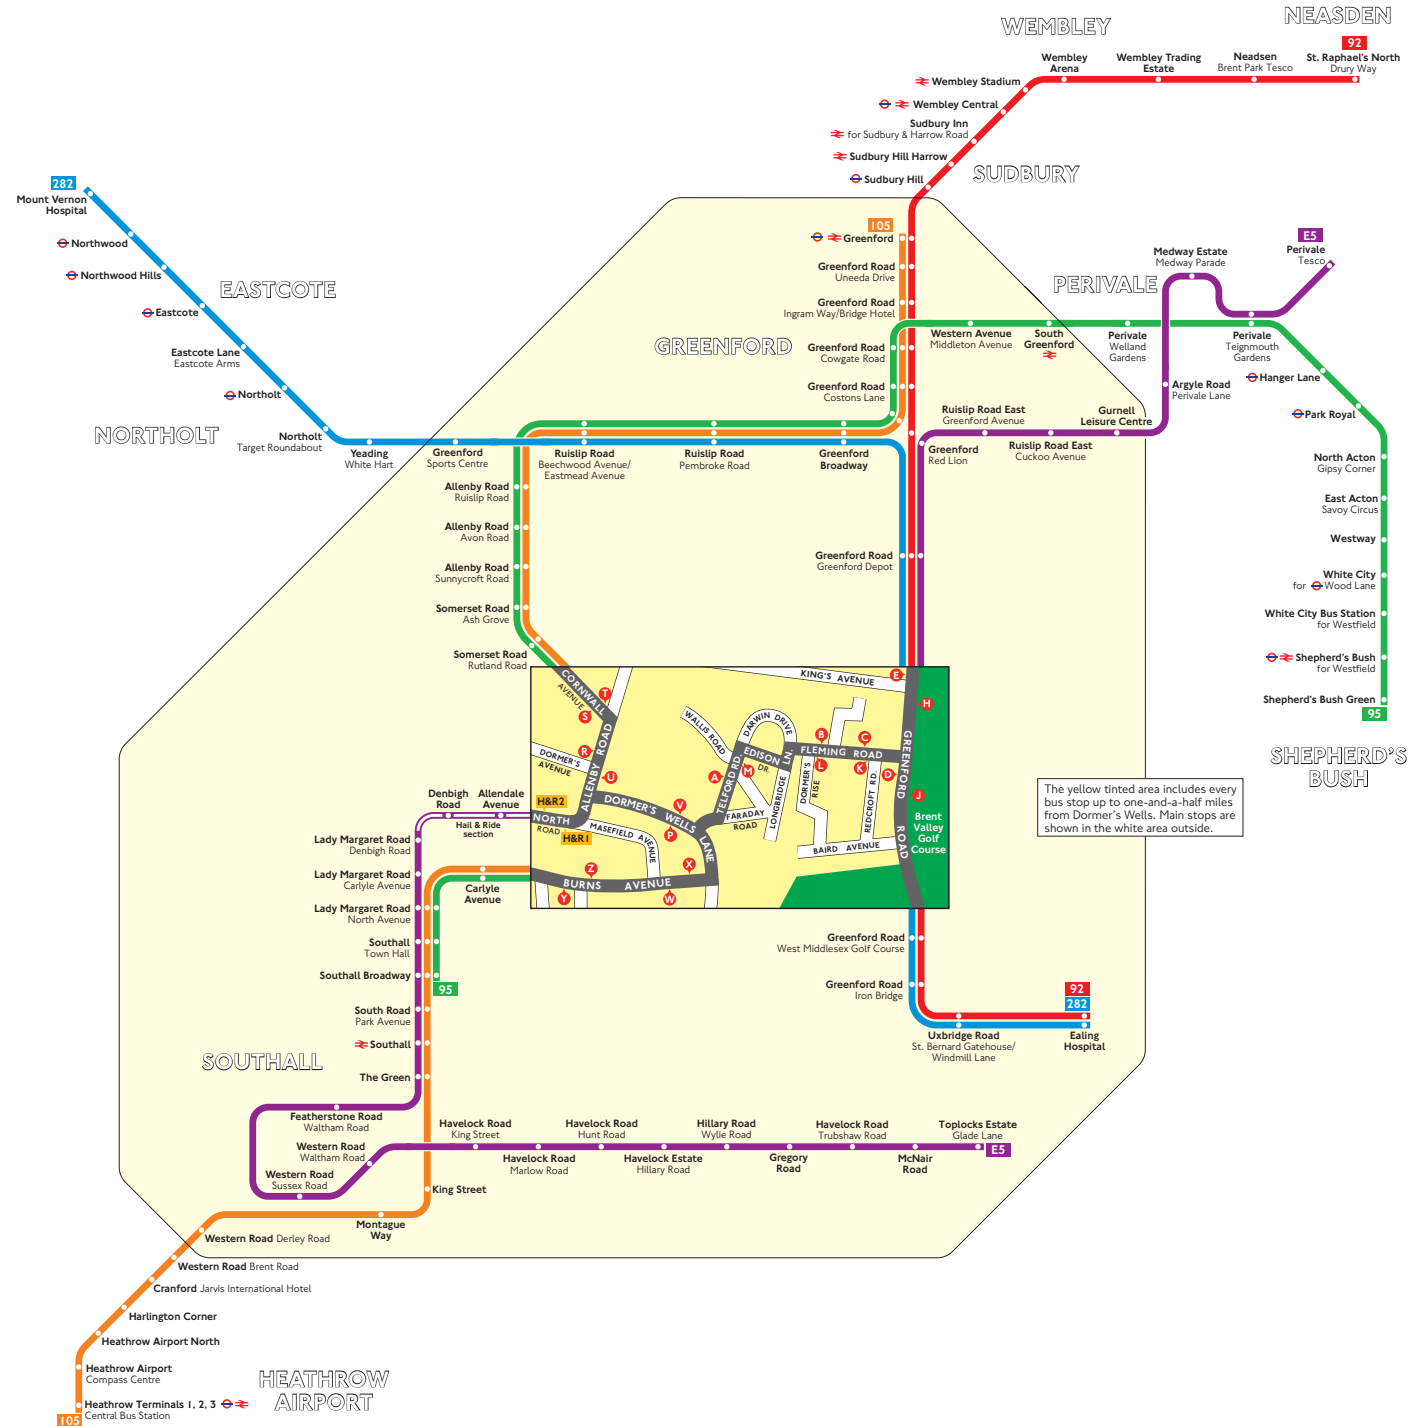 NEASDEN
WEMBLEY
92
St. Raphael's North
Drury Way
Neadsen
Brent Park Tesco
Wembley Trading
Estate
Wembley
Arena
Wembley Stadium
Wembley Central
Sudbury Inn
for Sudbury & Harrow Road
Sudbury Hill Harrow
Sudbury Hill
SUDBURY
282
Mount Vernon
Hospital
Northwood
Northwood Hills
EASTCOTE
Eastcote
Eastcote Lane
Eastcote Arms
Northolt
NORTHOLT
Northolt
Target Roundabout
Yeading
White Hart
Greenford
Sports Centre
Ruislip Road
Beechwood Avenue/
Eastmead Avenue
Ruislip Road
Pembroke Road
Greenford
Broadway
105
Greenford
Greenford Road
Uneeda Drive
Greenford Road
Ingram Way/Bridge Hotel
GREENFORD
Greenford Road
Cowgate Road
Greenford Road
Costons Lane
Western Avenue
Middleton Avenue
South
Greenford
PERIVALE
Medway Estate
Medway Parade
E5
Perivale
Tesco
Perivale
Welland
Gardens
Perivale
Teignmouth
Gardens
Hanger Lane
Park Royal
Argyle Road
Perivale Lane
Gurnell
Leisure Centre
Ruislip Road East
Greenford Avenue
Ruislip Road East
Cuckoo Avenue
Greenford
Red Lion
North Acton
Gipsy Corner
East Acton
Savoy Circus
Westway
White City
for Wood Lane
White City Bus Station
for Westfield
Shepherd's Bush
for Westfield
Shepherd's Bush Green
95
SHEPHERD'S
BUSH
Allenby Road
Ruislip Road
Allenby Road
Avon Road
Allenby Road
Sunnycroft Road
Somerset Road
Ash Grove
Somerset Road
Rutland Road
Greenford Road
Greenford Depot
CORNWALL
AVENUE
KING'S AVENUE
E
H
T
S
R
U
DORMER'S
AVENUE
ALLENBY ROAD
WALLIS ROAD
DARWIN DRIVE
EDISON
DR.
LN.
FLEMING ROAD
B
C
L
K
D
J
A
M
TELFORD RD.
LONGBRIDGE
DORMER'S
RISE
REDCROFT RD.
GREENFORD ROAD
Brent
Valley
Golf
Course
FARADAY
ROAD
BAIRD AVENUE
DORMER'S WELLS LANE
V
P
H&R2
NORTH
ROAD
H&R1
MASEFIELD AVENUE
BURNS AVENUE
Z
X
Y
W
The yellow tinted area includes every
bus stop up to one-and-a-half miles
from Dormer's Wells. Main stops are
shown in the white area outside.
Denbigh
Road
Allendale
Avenue
Hail & Ride
section
Lady Margaret Road
Denbigh Road
Lady Margaret Road
Carlyle Avenue
Carlyle
Avenue
Lady Margaret Road
North Avenue
Southall
Town Hall
Southall Broadway
95
South Road
Park Avenue
SOUTHALL
Southall
The Green
Featherstone Road
Waltham Road
Western Road
Waltham Road
Western Road
Sussex Road
Greenford Road
West Middlesex Golf Course
Greenford Road
Iron Bridge
92
282
Uxbridge Road
St. Bernard Gatehouse/
Windmill Lane
Ealing
Hospital
Havelock Road
King Street
Havelock Road
Marlow Road
Havelock Road
Hunt Road
Havelock Estate
Hillary Road
Hillary Road
Wylie Road
Gregory
Road
Havelock Road
Trubshaw Road
McNair
Road
Toplocks Estate
Glade Lane
E5
King Street
Montague
Way
Western Road Derley Road
Western Road Brent Road
Cranford Jarvis International Hotel
Harlington Corner
Heathrow Airport North
Heathrow Airport
Compass Centre
Heathrow Terminals 1, 2, 3
Central Bus Station
105
HEATHROW
AIRPORT